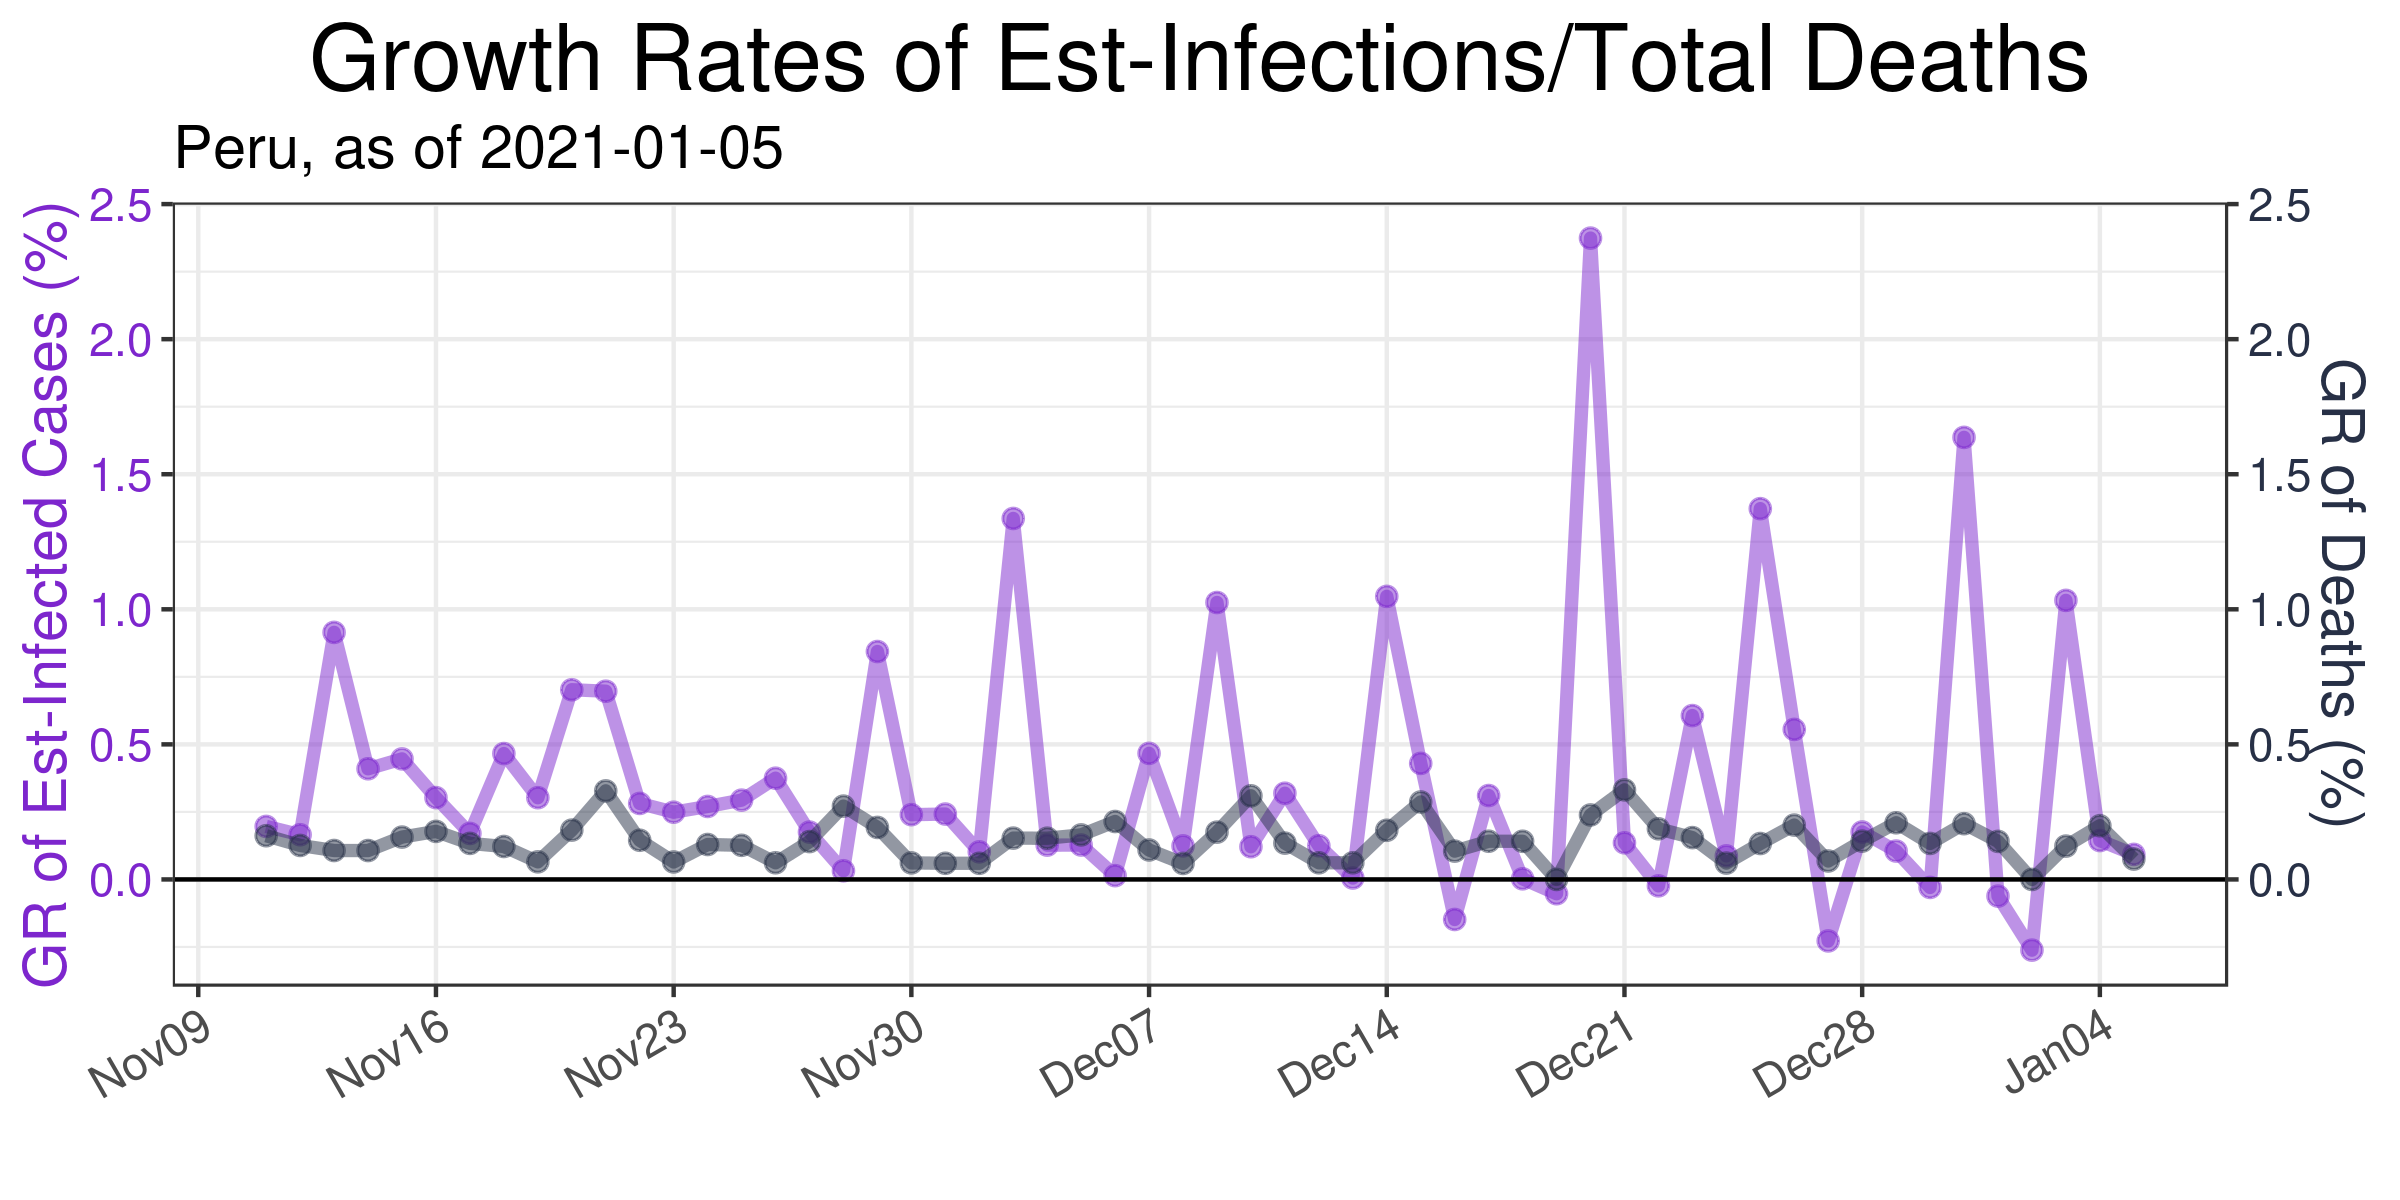 Growth Rates of Est-Infections/Total Deaths
Peru, as of 2021-01-05
GR of Est-Infected Cases (%)
2.5
2.0
1.5
1.0
0.5
0.0
2.5
2.0
1.5
1.0
0.5
0.0
GR of Deaths (%)
Nov09
Nov16
Nov23
Nov30
Dec07
Dec14
Dec21
Dec28
Jan04